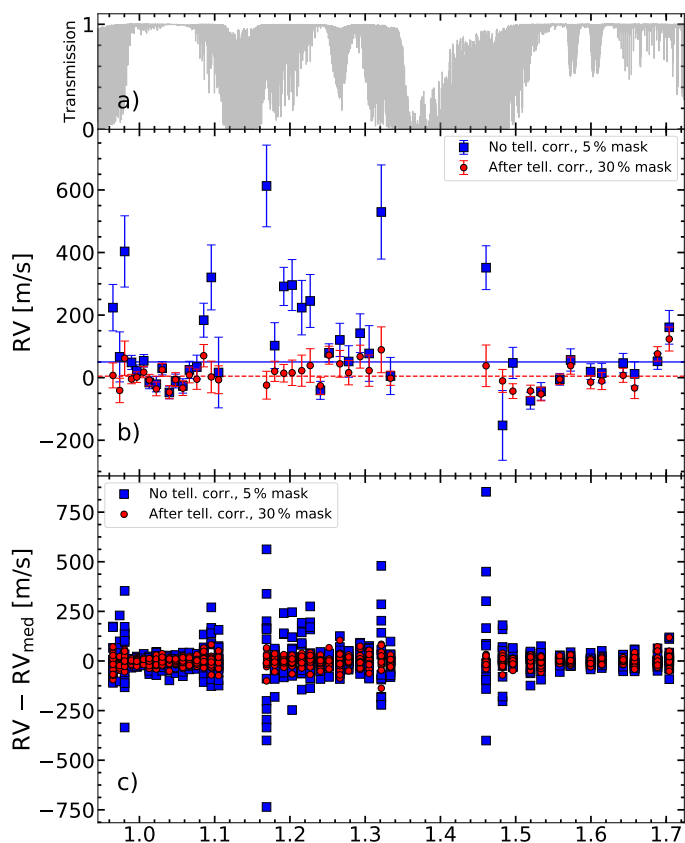 1
Transmission
a)
0
No tell. corr., 5 % mask
After tell. corr., 30 % mask
600
400
200
0
−200
RV [m/s]
b)
No tell. corr., 5 % mask
After tell. corr., 30 % mask
750
500
250
0
−250
−500
−750
RV − RVmed [m/s]
c)
1.0 1.1 1.2 1.3 1.4 1.5 1.6 1.7